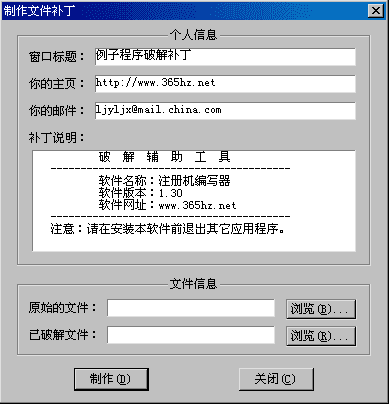 制作文件补丁
个人信息
窗口标题：例子程序破解补丁
你的主页：http://www.365hz.net
你的邮件：ljyljx@mail.china.com
补丁说明：
破 解 辅 助 工 具
----------------------------------------
软件名称：注册机编写器
软件版本：1.30
软件网址：www.365hz.net
----------------------------------------
注意：请在安装本软件前退出其它应用程序。
文件信息
原始的文件： 浏览(B)...
已破解文件： 浏览(R)...
制作(D) 关闭(C)